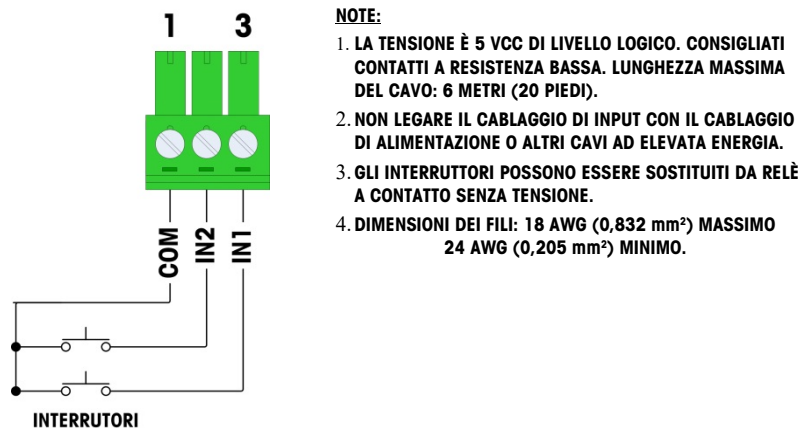 1 3
COM
IN2
IN1
INTERRUTORI
NOTE:
1. LA TENSIONE È 5 VCC DI LIVELLO LOGICO. CONSIGLIATI
CONTATTI A RESISTENZA BASSA. LUNGHEZZA MASSIMA
DEL CAVO: 6 METRI (20 PIEDI).
2. NON LEGARE IL CABLAGGIO DI INPUT CON IL CABLAGGIO
DI ALIMENTAZIONE O ALTRI CAVI AD ELEVATA ENERGIA.
3. GLI INTERRUTTORI POSSONO ESSERE SOSTITUITI DA RELÈ
A CONTATTO SENZA TENSIONE.
4. DIMENSIONI DEI FILI: 18 AWG (0,832 mm²) MASSIMO
24 AWG (0,205 mm²) MINIMO.